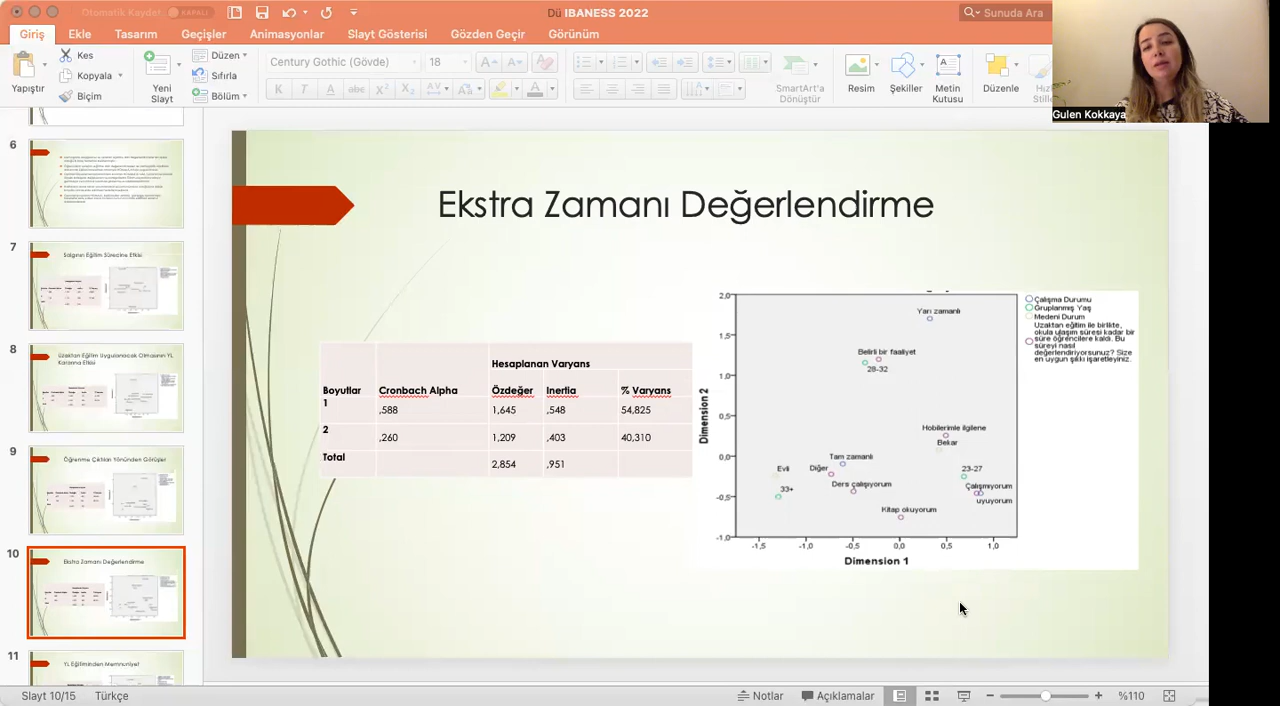 Otomatik Kaydet KAPALI
Dü IBANESS 2022
Sunuda Ara
Giriş Ekle Tasarım Geçişler Animasyonlar Slayt Gösterisi Gözden Geçir Görünüm
Yapıştır
Kes
Kopyala
Biçim
Yeni
Slayt
Düzen
Sıfırla
Bölüm
Century Gothic (Gövde) 18
K T A abc X² X₂ AV Aa A
SmartArt'a
Dönüştür
Resim
Şekiller
Metin
Kutusu
Düzenle
Hızlı
Stiller
Gulen Kokkaya
6
7
Salgının Eğitim Sürecine Etkisi
8
Uzaktan Eğitim Uygulanacak Olmasının YL
Kararına Etkisi
9
Öğrenme Çıktıları Yönünden Görüşler
10
Ekstra Zamanı Değerlendirme
11
YL Eğitiminden Memnuniyet
Ekstra Zamanı Değerlendirme
Hesaplanan Varyans
Boyutlar Cronbach Alpha Özdeğer Inertia % Varyans
1 ,588 1,645 ,548 54,825
2 ,260 1,209 ,403 40,310
Total 2,854 ,951
2,0
1,5
1,0
0,5
0,0
-0,5
-1,0
Dimension 2
Yarı zamanlı
Belirli bir faaliyet
28-32
Hobilerimle ilgilene
Bekar
Tam zamanlı
Evli
Diğer
23-27
33+
Ders çalışıyorum
Çalışmıyorum
uyuyorum
Kitap okuyorum
-1,5 -1,0 -0,5 0,0 0,5 1,0
Dimension 1
Çalışma Durumu
Gruplanmış Yaş
Medeni Durum
Uzaktan eğitim ile birlikte,
okula ulaşım süresi kadar bir
süre öğrencilere kaldı. Bu
süreyi nasıl
değerlendiriyorsunuz? Size
en uygun şıkkı işaretleyiniz.
Slayt 10/15 Türkçe
Notlar Açıklamalar
%110